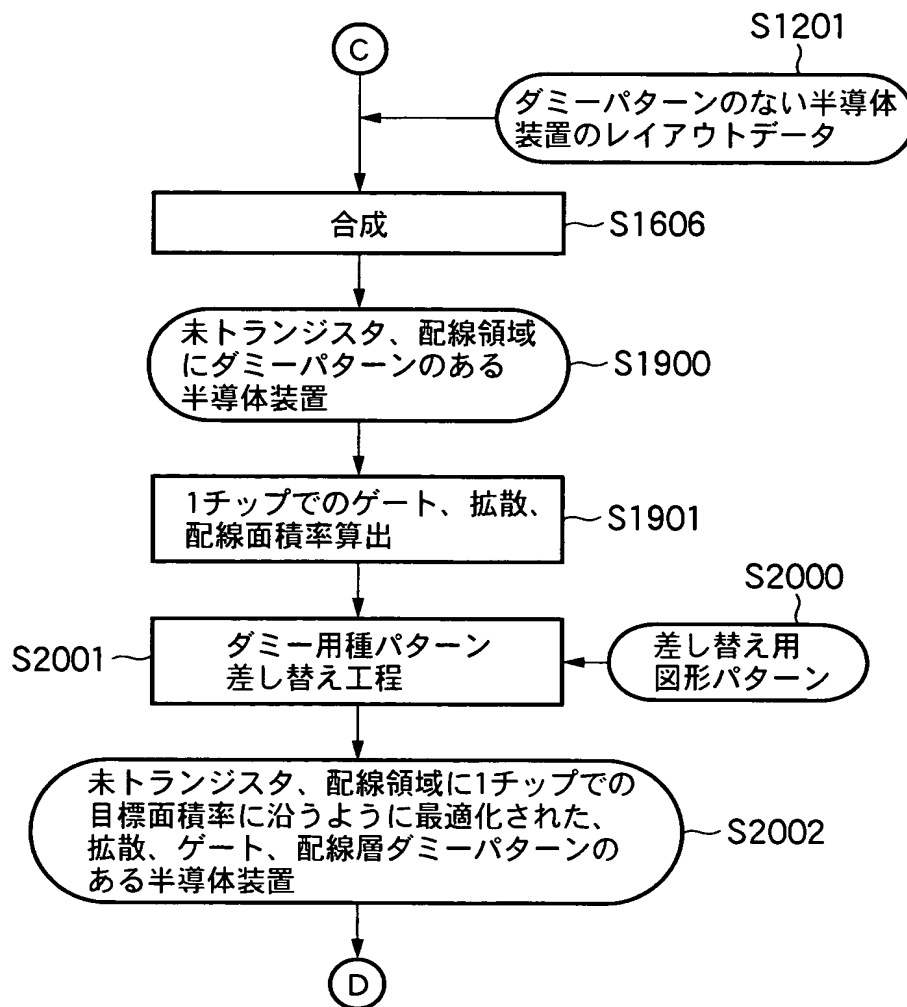 C
S1201
ダミーパターンのない半導体
装置のレイアウトデータ
合成
S1606
未トランジスタ、配線領域
にダミーパターンのある
半導体装置
S1900
1チップでのゲート、拡散、
配線面積率算出
S1901
S2000
差し替え用
図形パターン
S2001
ダミー用種パターン
差し替え工程
未トランジスタ、配線領域に1チップでの
目標面積率に沿うように最適化された、
拡散、ゲート、配線層ダミーパターンの
ある半導体装置
S2002
D